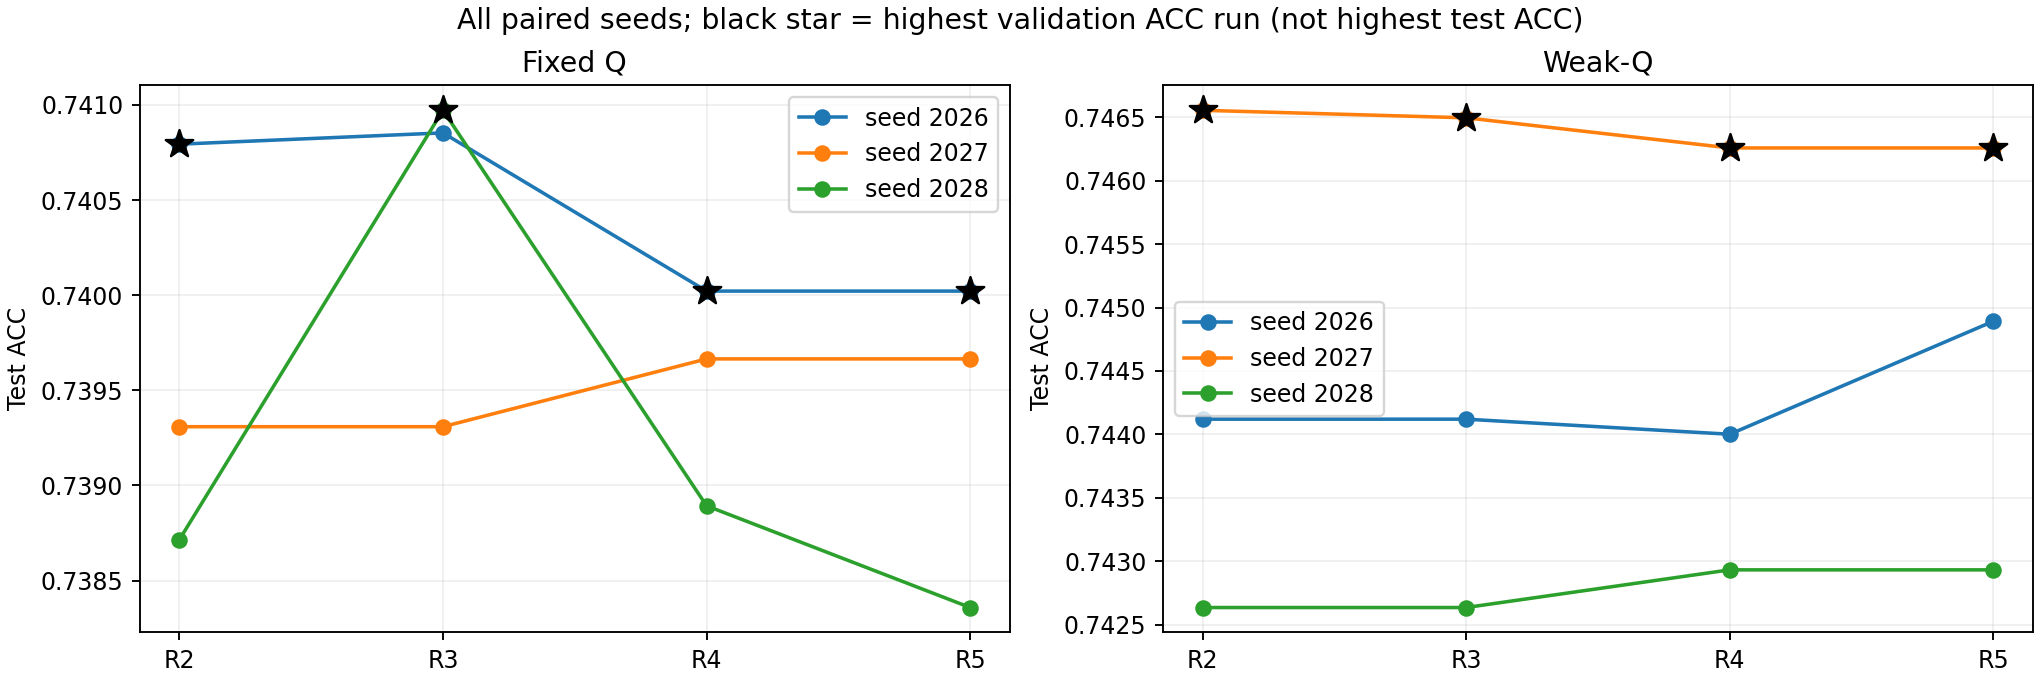 All paired seeds; black star = highest validation ACC run (not highest test ACC)
Fixed Q
Test ACC
0.7410
0.7405
0.7400
0.7395
0.7390
0.7385
R2
R3
R4
R5
seed 2026
seed 2027
seed 2028
Weak-Q
Test ACC
0.7465
0.7460
0.7455
0.7450
0.7445
0.7440
0.7435
0.7430
0.7425
R2
R3
R4
R5
seed 2026
seed 2027
seed 2028